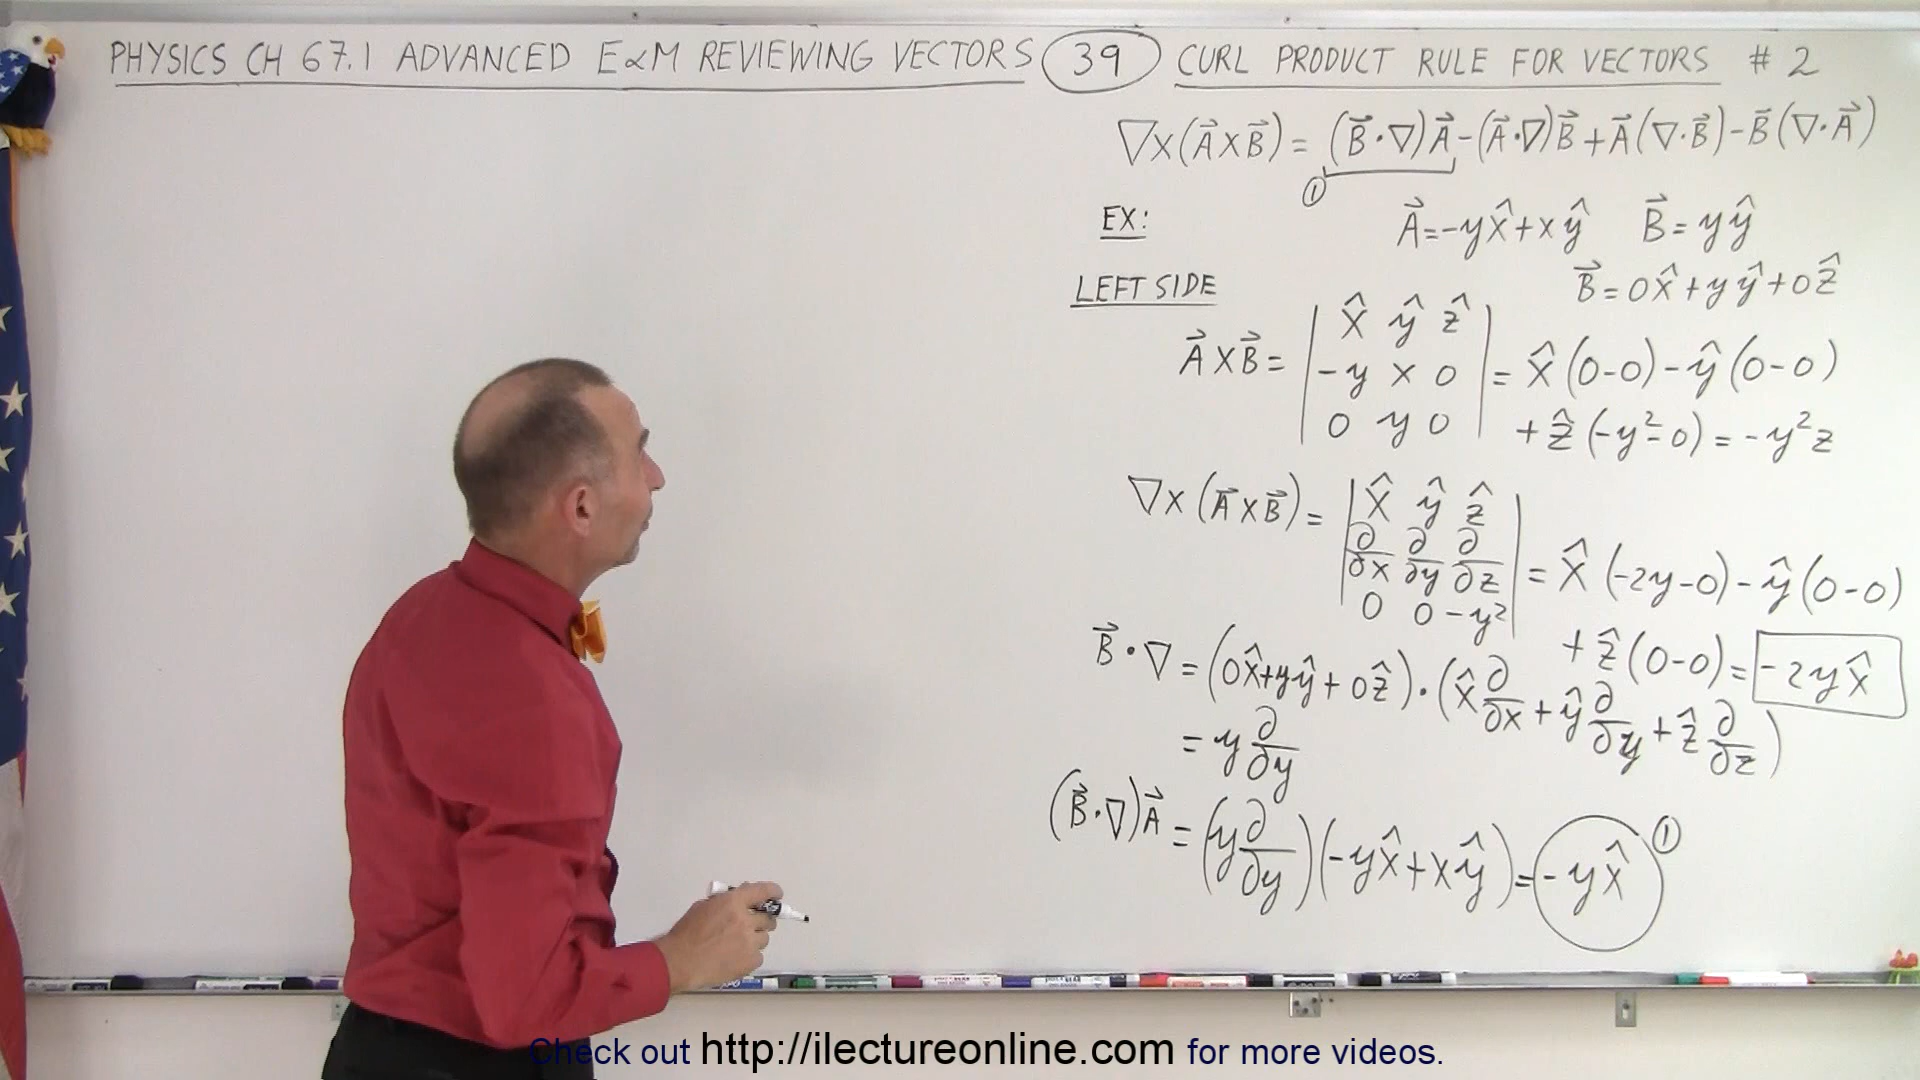 PHYSICS CH 67.1 ADVANCED E&M REVIEWING VECTORS 39 CURL PRODUCT RULE FOR VECTORS # 2
∇×(A⃗×B⃗) = (B⃗·∇)A⃗ - (A⃗·∇)B⃗ + A⃗(∇·B⃗) - B⃗(∇·A⃗)
①
EX: A⃗=-yx̂+xŷ B⃗=yŷ
B⃗=0x̂+yŷ+0ẑ
LEFT SIDE
A⃗×B⃗= | x̂ ŷ ẑ |
| -y x 0 | = x̂(0-0)-ŷ(0-0)
| 0 y 0 | +ẑ(-y²-0)=-y²z
∇×(A⃗×B⃗)= | x̂ ŷ ẑ |
| ∂/∂x ∂/∂y ∂/∂z | = x̂(-2y-0)-ŷ(0-0)
| 0 0 -y² |
+ẑ(0-0)= -2yx̂
B⃗·∇=(0x̂+yŷ+0ẑ)·(x̂ ∂/∂x+ŷ ∂/∂y+ẑ ∂/∂z)
= y ∂/∂y
(B⃗·∇)A⃗=(y ∂/∂y)(-yx̂+xŷ)=-yx̂ ①
Check out http://ilectureonline.com for more videos.